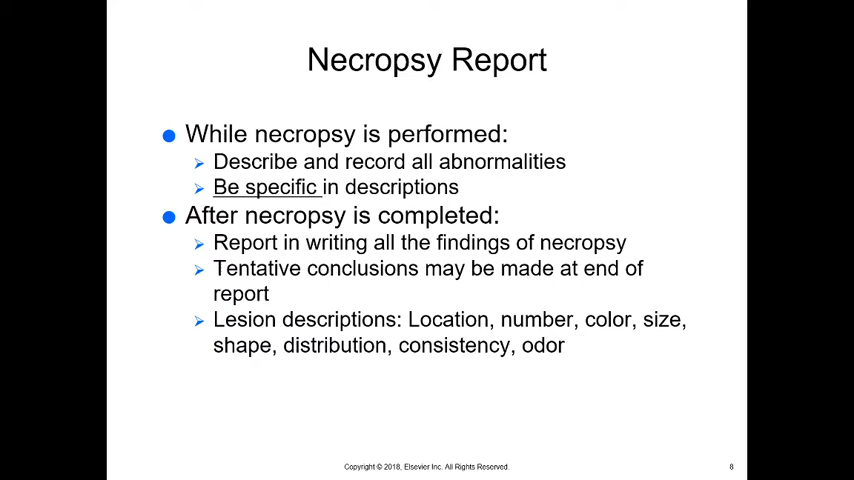 Necropsy Report
While necropsy is performed:
Describe and record all abnormalities
Be specific in descriptions
After necropsy is completed:
Report in writing all the findings of necropsy
Tentative conclusions may be made at end of
report
Lesion descriptions: Location, number, color, size,
shape, distribution, consistency, odor
Copyright © 2018, Elsevier Inc. All Rights Reserved.
8